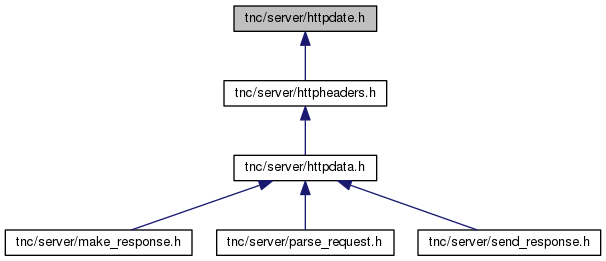 tnc/server/httpdate.h
tnc/server/httpheaders.h
tnc/server/httpdata.h
tnc/server/make_response.h
tnc/server/parse_request.h
tnc/server/send_response.h